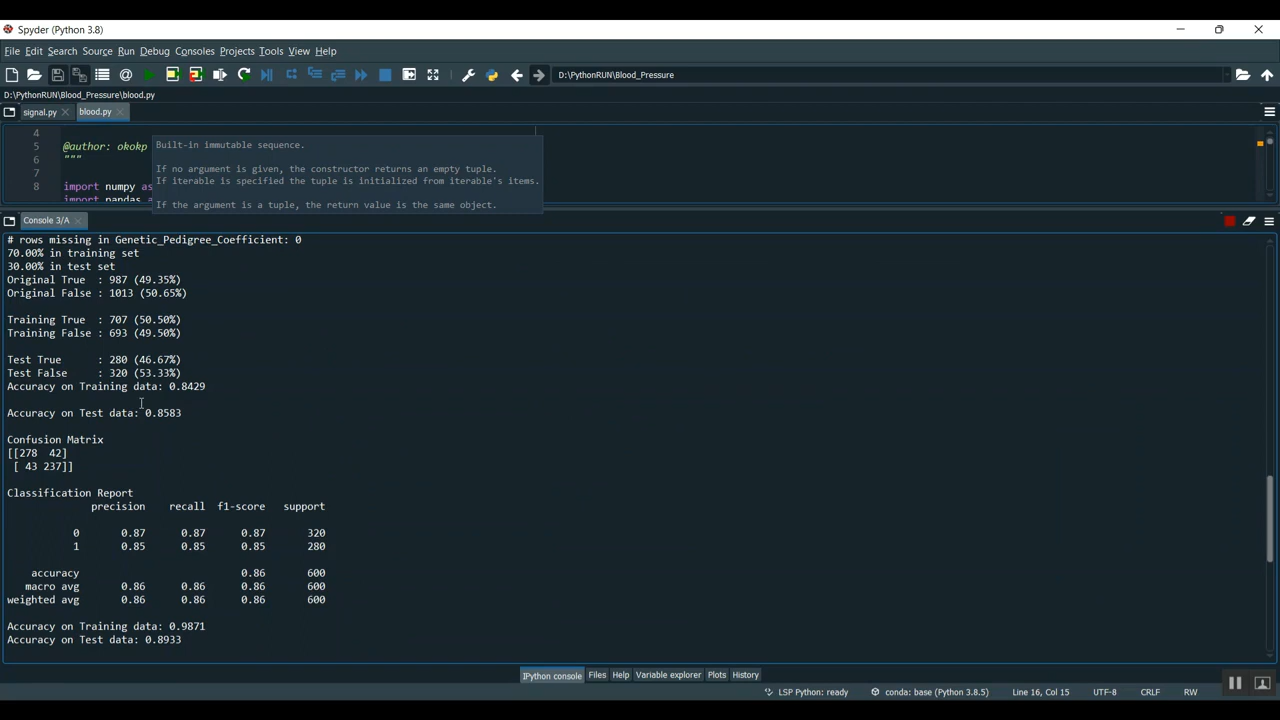 Spyder (Python 3.8)
File Edit Search Source Run Debug Consoles Projects Tools View Help
D:\PythonRUN\Blood_Pressure
D:\PythonRUN\Blood_Pressure\blood.py
signal.py blood.py
4
5 @author: okokp
6 """
7
8 import numpy as
import pandas a
Built-in immutable sequence.
If no argument is given, the constructor returns an empty tuple.
If iterable is specified the tuple is initialized from iterable's items.
If the argument is a tuple, the return value is the same object.
Console 3/A
# rows missing in Genetic_Pedigree_Coefficient: 0
70.00% in training set
30.00% in test set
Original True : 987 (49.35%)
Original False : 1013 (50.65%)
Training True : 707 (50.50%)
Training False : 693 (49.50%)
Test True : 280 (46.67%)
Test False : 320 (53.33%)
Accuracy on Training data: 0.8429
Accuracy on Test data: 0.8583
Confusion Matrix
[[278 42]
[ 43 237]]
Classification Report
precision recall f1-score support
0 0.87 0.87 0.87 320
1 0.85 0.85 0.85 280
accuracy 0.86 600
macro avg 0.86 0.86 0.86 600
weighted avg 0.86 0.86 0.86 600
Accuracy on Training data: 0.9871
Accuracy on Test data: 0.8933
IPython console Files Help Variable explorer Plots History
LSP Python: ready conda: base (Python 3.8.5) Line 16, Col 15 UTF-8 CRLF RW